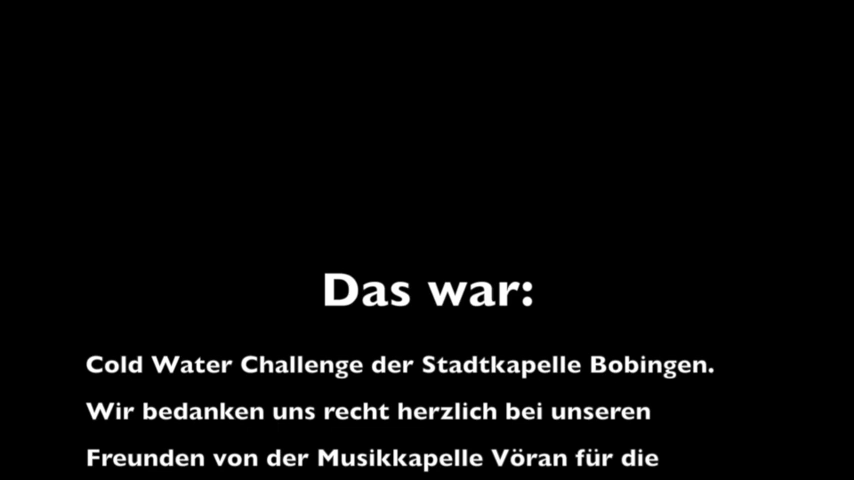 Das war:
Cold Water Challenge der Stadtkapelle Bobingen.
Wir bedanken uns recht herzlich bei unseren
Freunden von der Musikkapelle Vöran für die